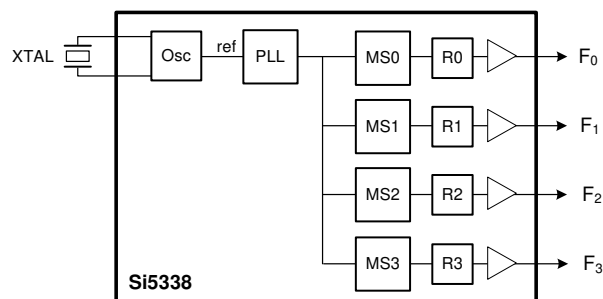 XTAL
Osc
ref
PLL
MS0
R0
F0
MS1
R1
F1
MS2
R2
F2
MS3
R3
F3
Si5338